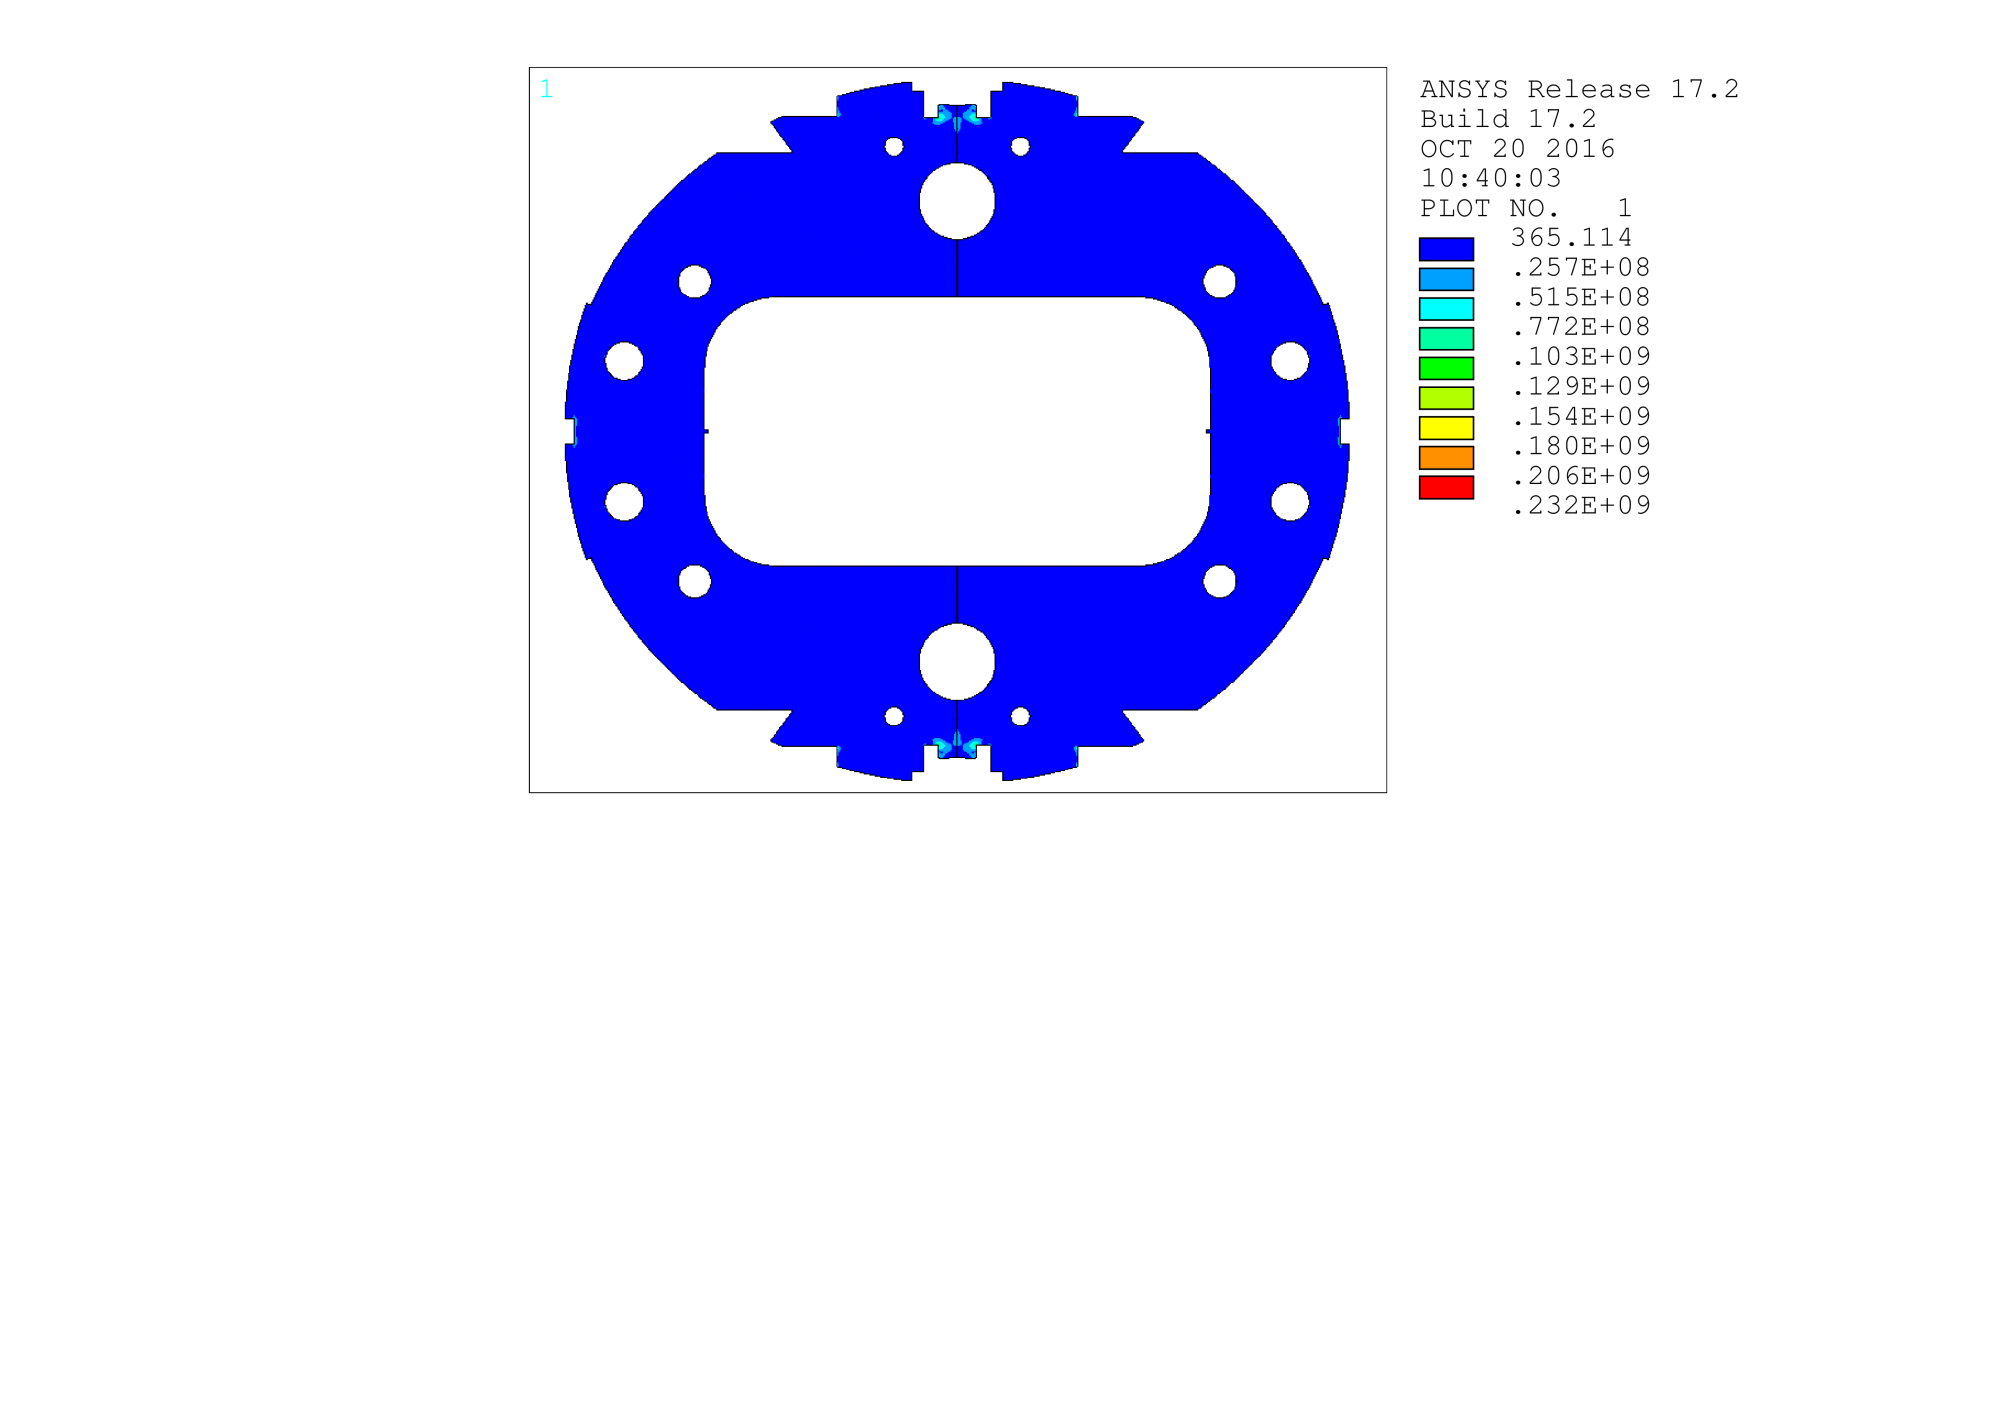 1
ANSYS Release 17.2
Build 17.2
OCT 20 2016
10:40:03
PLOT NO.   1
365.114
.257E+08
.515E+08
.772E+08
.103E+09
.129E+09
.154E+09
.180E+09
.206E+09
.232E+09